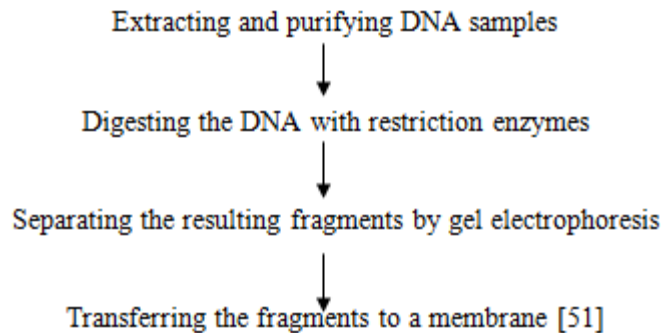 Extracting and purifying DNA samples
Digesting the DNA with restriction enzymes
Separating the resulting fragments by gel electrophoresis
Transferring the fragments to a membrane [51]